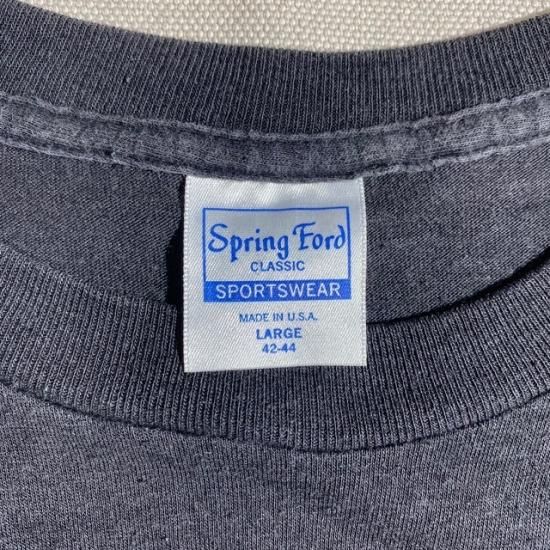 Spring Ford
CLASSIC
SPORTSWEAR
MADE IN U.S.A.
LARGE
42-44